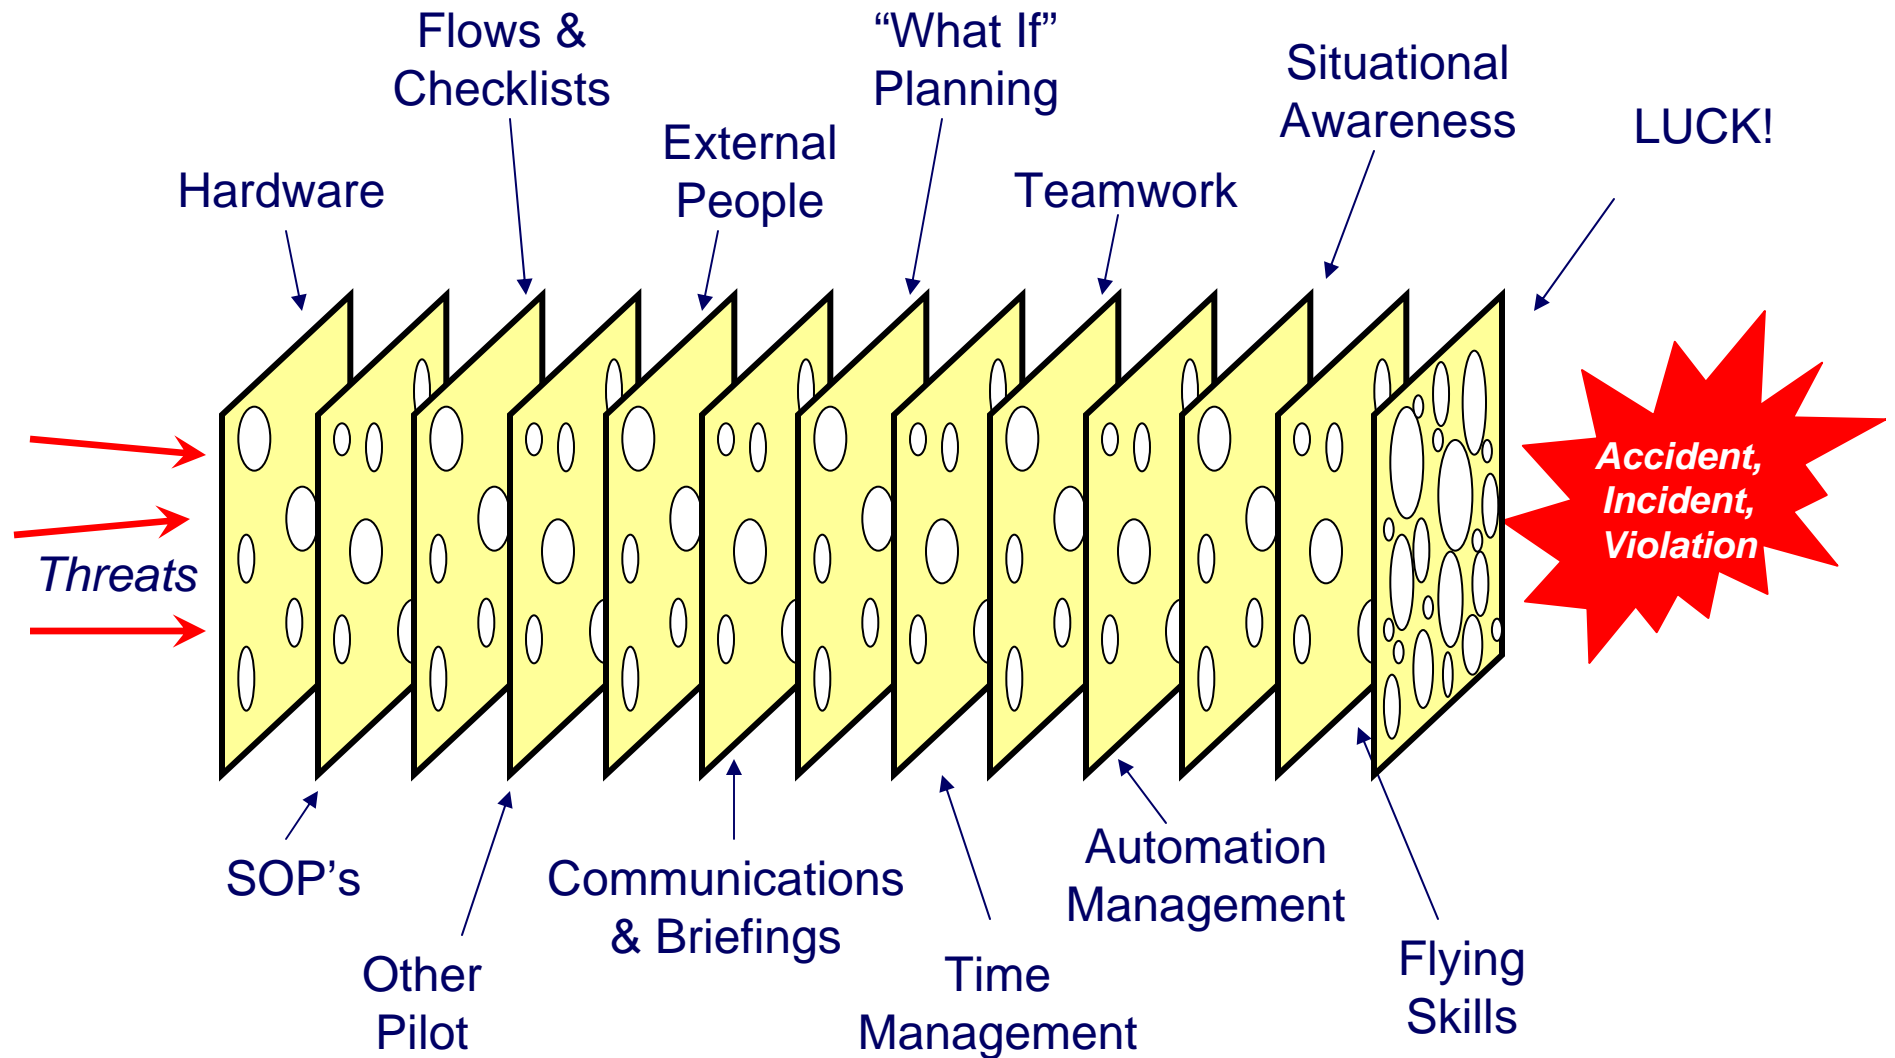 Flows &
Checklists
“What If”
Planning
Situational
Awareness
LUCK!
External
People
Hardware
Teamwork
Threats
Accident,
Incident,
Violation
SOP’s
Communications
& Briefings
Automation
Management
Other
Pilot
Time
Management
Flying
Skills